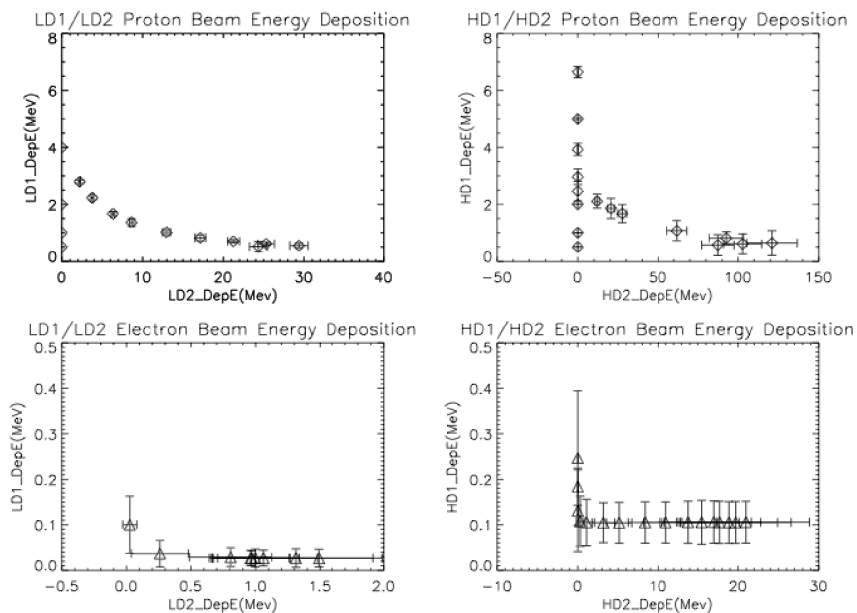 LD1/LD2 Proton Beam Energy Deposition
8
6
4
2
0
LD1_DepE(MeV)
0 10 20 30 40
LD2_DepE(Mev)
HD1/HD2 Proton Beam Energy Deposition
8
6
4
2
0
HD1_DepE(MeV)
−50 0 50 100 150
HD2_DepE(Mev)
LD1/LD2 Electron Beam Energy Deposition
0.5
0.4
0.3
0.2
0.1
0.0
LD1_DepE(MeV)
−0.5 0.0 0.5 1.0 1.5 2.0
LD2_DepE(Mev)
HD1/HD2 Electron Beam Energy Deposition
0.5
0.4
0.3
0.2
0.1
0.0
HD1_DepE(MeV)
−10 0 10 20 30
HD2_DepE(Mev)